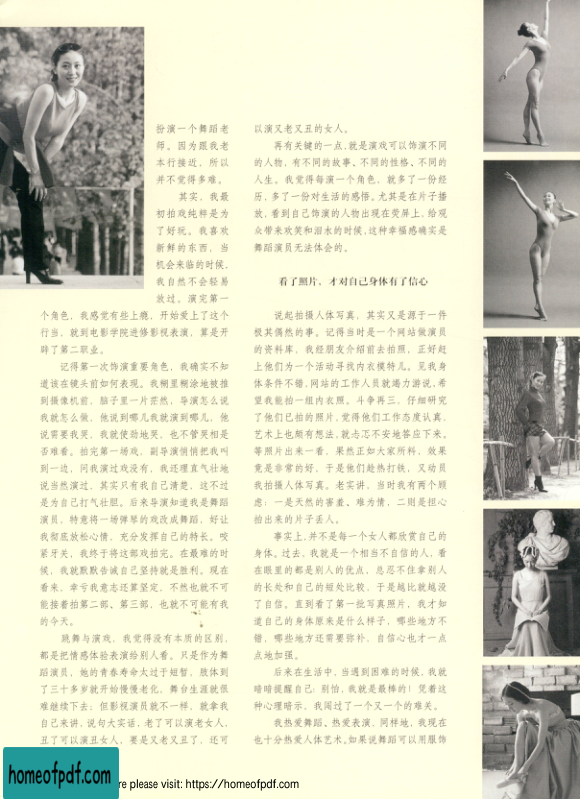 扮演一个舞蹈老
师。因为跟我老
本行接近，所以
并不觉得多难。
其实，我最
初拍戏纯粹是为
了好玩。我喜欢
新鲜的东西，当
机会来临的时候，
我自然不会轻易
放过。演完第一
个角色，我感觉有些上瘾，开始爱上了这个
行当，就到电影学院进修影视表演，算是开
辟了第二职业。
记得第一次饰演重要角色，我确实不知
道该在镜头前如何表现。我糊里糊涂地被推
到摄像机前，脑子里一片茫然，导演怎么说
我就怎么做，他说到哪儿我就演到哪儿，他
说需要我哭，我就使劲地哭，也不管哭相是
否难看。拍完第一场戏，副导演悄悄把我叫
到一边，问我演过戏没有，我还理直气壮地
说当然演过，其实只有我自己清楚，这不过
是为自己打气壮胆。后来导演知道我是舞蹈
演员，特意将一场弹琴的戏改成舞蹈，好让
我彻底放松心情，充分发挥自己的特长。咬
紧牙关，我终于将这部戏拍完。在最难的时
候，我就默默告诫自己坚持就是胜利。现在
看来，幸亏我意志还算坚定，不然也就不可
能接着拍第二部、第三部，也就不可能有我
的今天。
跳舞与演戏，我觉得没有本质的区别，
都是把情感体验表演给别人看。只是作为舞
蹈演员，她的青春寿命太过于短暂，肢体到
了三十多岁就开始慢慢老化，舞台生涯就很
难继续下去；但影视演员就不一样，就拿我
自己来讲，说句大实话，老了可以演老女人，
丑了可以演丑女人，要是又老又丑了，还可
以演又老又丑的女人。
再有关键的一点，就是演戏可以饰演不同
的人物，有不同的故事、不同的性格、不同的
人生。我觉得每演一个角色，就多了一份经
历，多了一份对生活的感悟。尤其是在片子播
放，看到自己饰演的人物出现在荧屏上，给观
众带来欢笑和泪水的时候，这种幸福感确实是
舞蹈演员无法体会的。
看了照片，才对自己身体有了信心
说起拍摄人体写真，其实又是源于一件
极其偶然的事。记得当时是一个网站做演员
的资料库，我经朋友介绍前去拍照，正好赶
上他们为一个活动寻找内衣模特儿。见我身
体条件不错，网站的工作人员就竭力游说，希
望我能拍一组内衣照。斗争再三，仔细研究
了他们已拍的照片，觉得他们工作态度认真，
艺术上也颇有想法，就忐忑不安地答应下来。
等照片出来一看，果然正如大家所料，效果
竟是非常的好，于是他们趁热打铁，又动员
我拍摄人体写真。老实讲，当时我有两个顾
虑：一是天然的害羞、难为情，二则是担心
拍出来的片子丢人。
事实上，并不是每一个女人都欣赏自己的
身体。过去，我就是一个相当不自信的人，看
在眼里的都是别人的优点，总忍不住拿别人
的长处和自己的短处比较，于是越比就越没
了自信。直到看了第一批写真照片，我才知
道自己的身体原来是什么样子，哪些地方不
错，哪些地方还需要弥补，自信心也才一点
点地加强。
后来在生活中，当遇到困难的时候，我就
暗暗提醒自己：别怕，我就是最棒的！凭着这
种心理暗示，我闯过了一个又一个的难关。
我热爱舞蹈、热爱表演，同样地，我现在
也十分热爱人体艺术。如果说舞蹈可以用服饰
homeofpdf.com
re please visit: https://homeofpdf.com